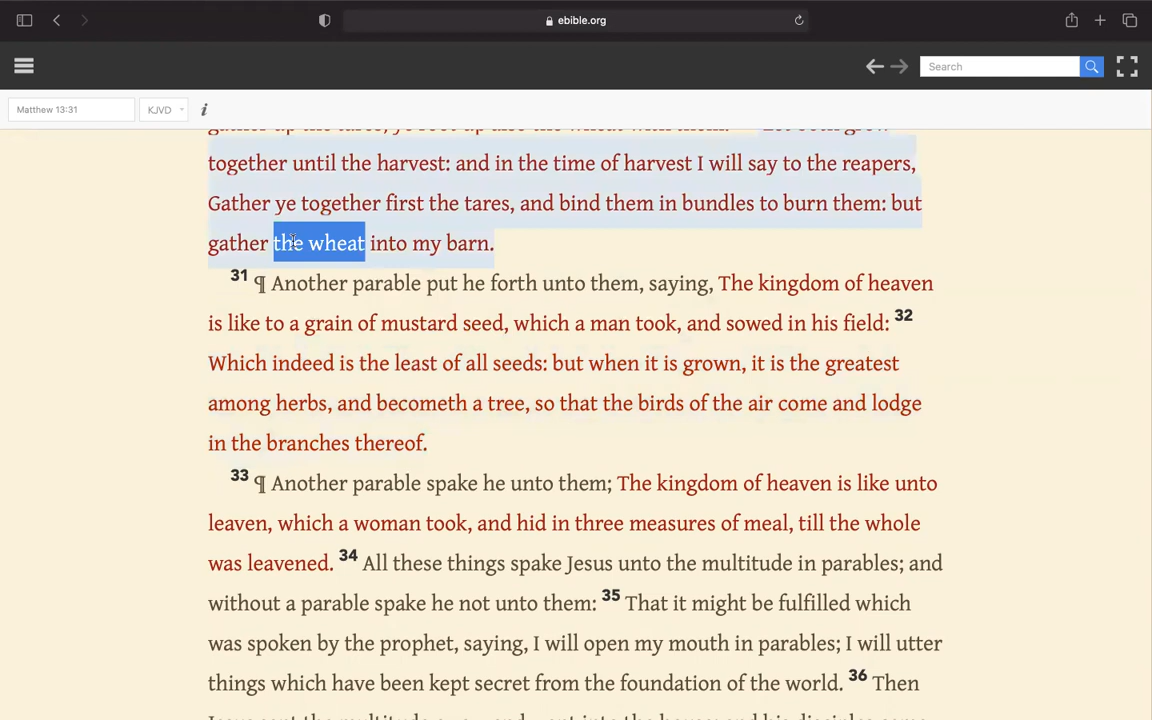 ebible.org
Search
Matthew 13:31 KJVD i
together until the harvest: and in the time of harvest I will say to the reapers,
Gather ye together first the tares, and bind them in bundles to burn them: but
gather the wheat into my barn.
31 ¶ Another parable put he forth unto them, saying, The kingdom of heaven
is like to a grain of mustard seed, which a man took, and sowed in his field: 32
Which indeed is the least of all seeds: but when it is grown, it is the greatest
among herbs, and becometh a tree, so that the birds of the air come and lodge
in the branches thereof.
33 ¶ Another parable spake he unto them; The kingdom of heaven is like unto
leaven, which a woman took, and hid in three measures of meal, till the whole
was leavened. 34 All these things spake Jesus unto the multitude in parables; and
without a parable spake he not unto them: 35 That it might be fulfilled which
was spoken by the prophet, saying, I will open my mouth in parables; I will utter
things which have been kept secret from the foundation of the world. 36 Then